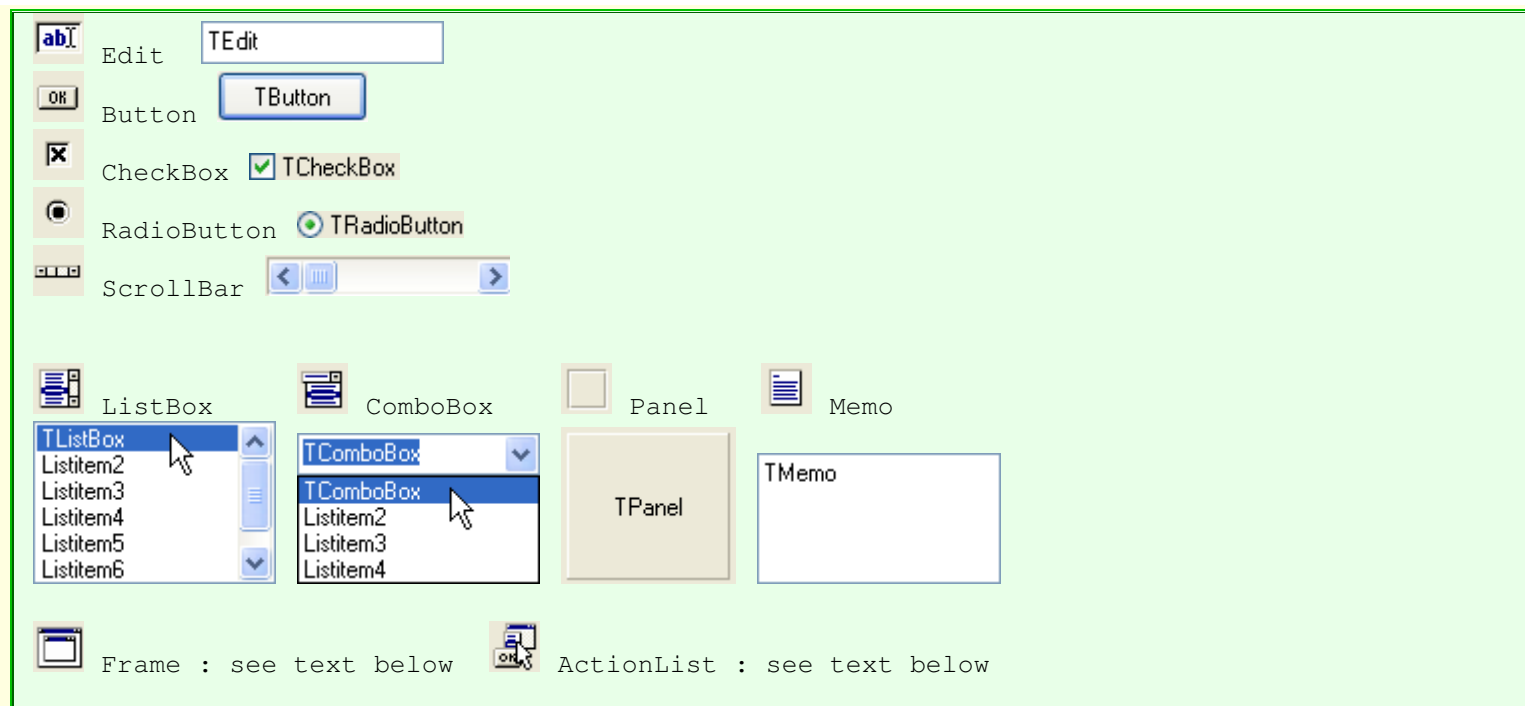 ab Edit TEdit
OK Button TButton
CheckBox TCheckBox
RadioButton TRadioButton
ScrollBar
ListBox ComboBox Panel Memo
TListBox
Listitem2
Listitem3
Listitem4
Listitem5
Listitem6
TComboBox
TComboBox
Listitem2
Listitem3
Listitem4
TPanel
TMemo
Frame : see text below OK ActionList : see text below